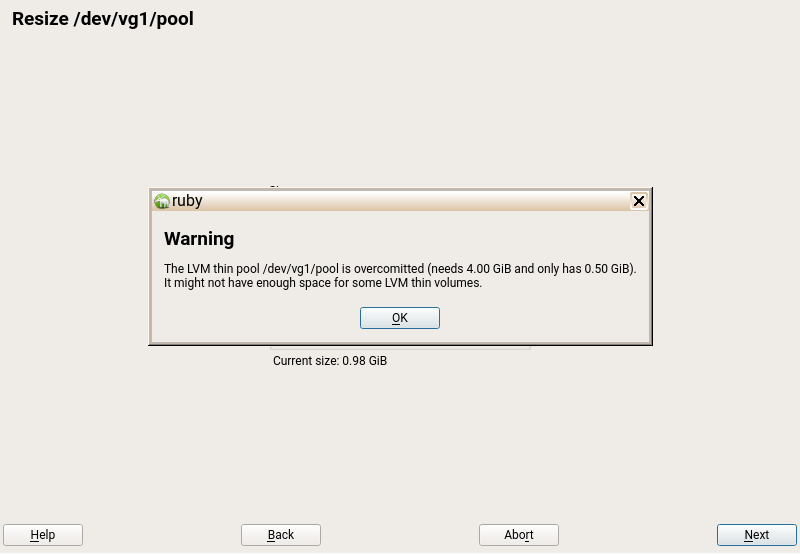 Resize /dev/vg1/pool
ruby
Warning
The LVM thin pool /dev/vg1/pool is overcomitted (needs 4.00 GiB and only has 0.50 GiB).
It might not have enough space for some LVM thin volumes.
OK
Current size: 0.98 GiB
Help
Back
Abort
Next